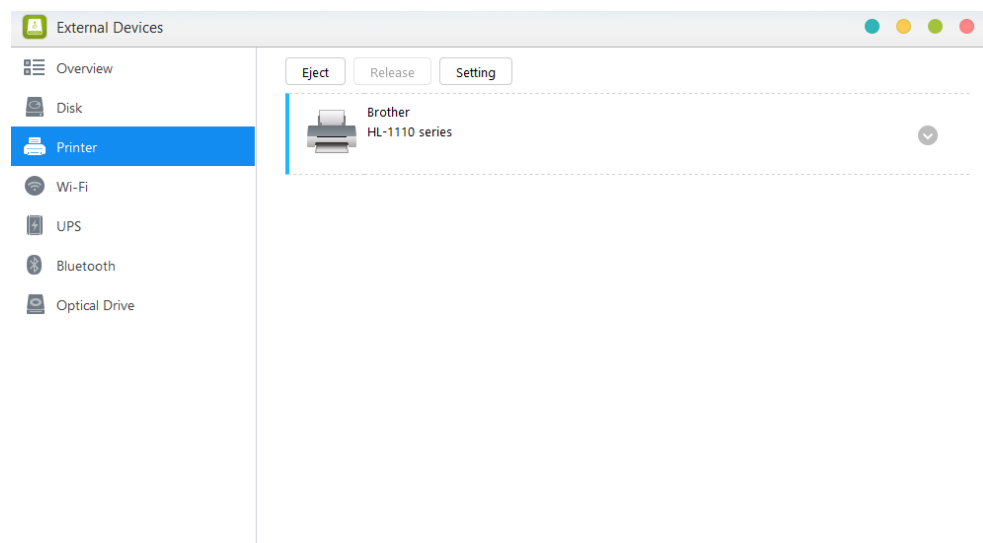 External Devices
Overview
Disk
Printer
Wi-Fi
UPS
Bluetooth
Optical Drive
Eject Release Setting
Brother
HL-1110 series